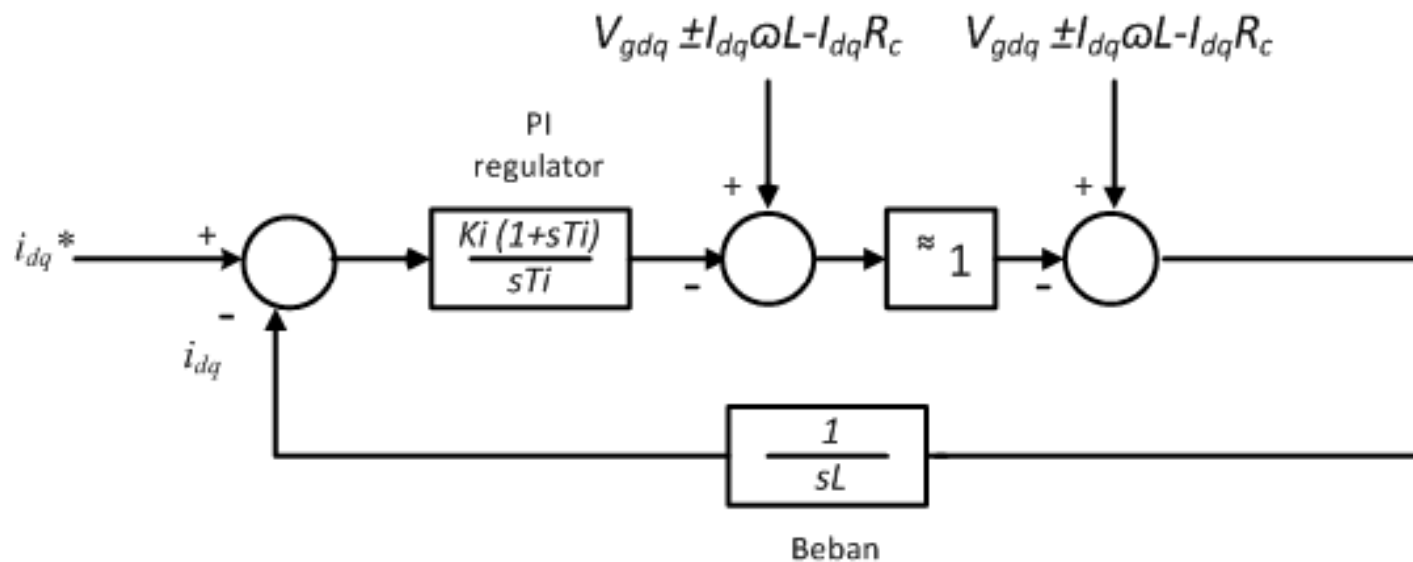 V_gdq ±I_dqωL-I_dqR_c V_gdq ±I_dqωL-I_dqR_c
PI
regulator
+ +
i_dq* + Ki (1+sTi) ≈ 1
sTi
- - -
i_dq
1
sL
Beban